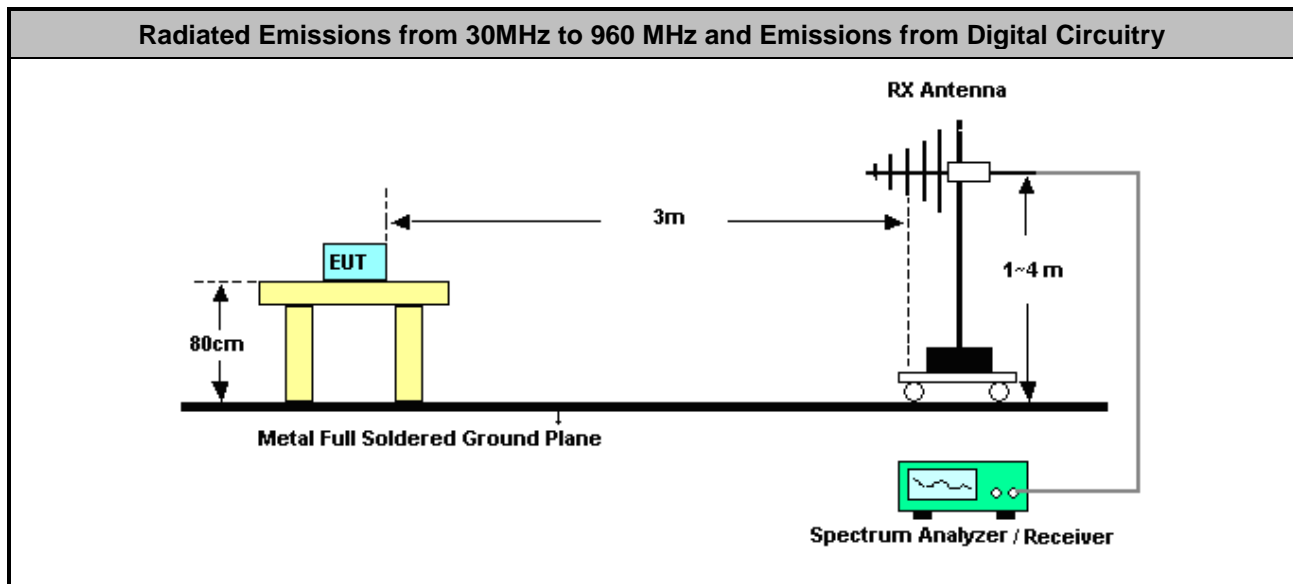 Radiated Emissions from 30MHz to 960 MHz and Emissions from Digital Circuitry
RX Antenna
3m
EUT
1~4 m
80cm
Metal Full Soldered Ground Plane
Spectrum Analyzer / Receiver